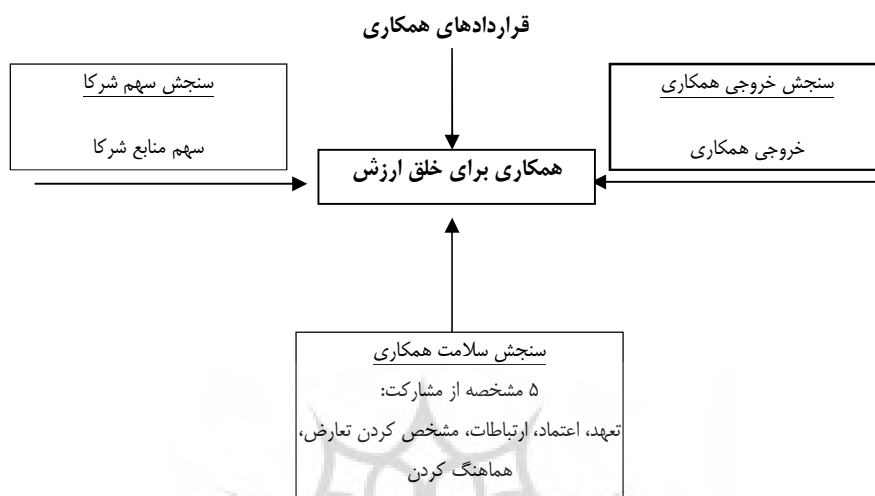 قراردادهای همکاری
سنجش خروجی همکاری
خروجی همکاری
سنجش سهم شرکا
سهم منابع شرکا
همکاری برای خلق ارزش
سنجش سلامت همکاری
۵ مشخصه از مشارکت:
تعهد، اعتماد، ارتباطات، مشخص کردن تعارض،
هماهنگ کردن